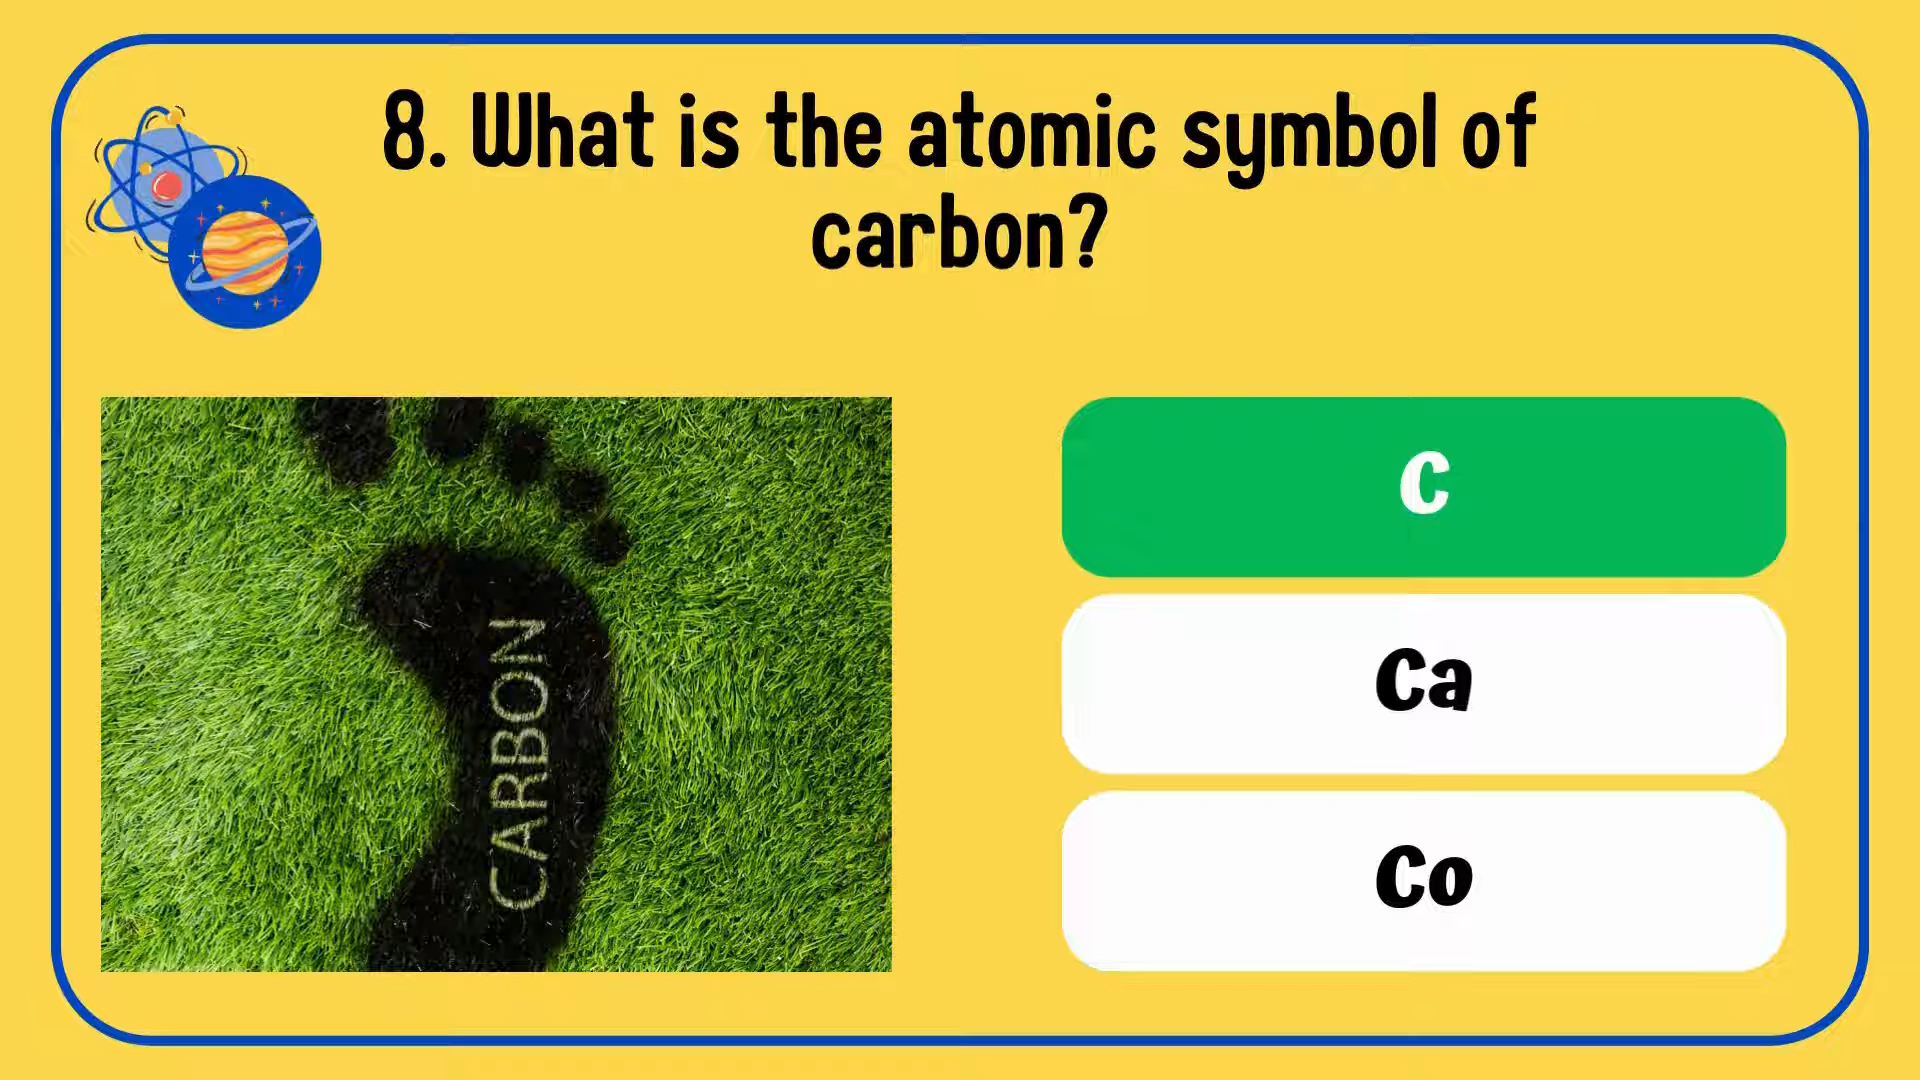 8. What is the atomic symbol of
carbon?
CARBON
C
Ca
Co